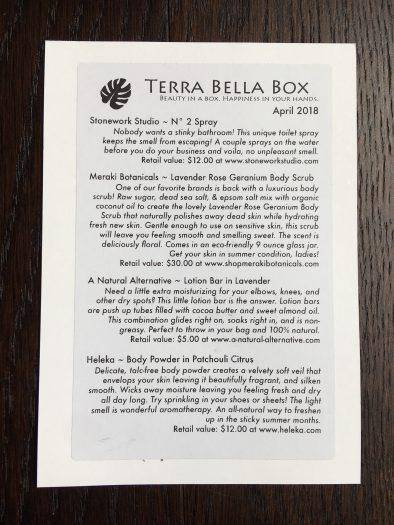 TERRA BELLA BOX
BEAUTY IN A BOX. HAPPINESS IN YOUR HANDS.
April 2018
Stonework Studio ~ N° 2 Spray
Nobody wants a stinky bathroom! This unique toilet spray
keeps the smell from escaping! A couple sprays on the water
before you do your business and voila, no unpleasant smell.
Retail value: $12.00 at www.stoneworkstudio.com
Meraki Botanicals ~ Lavender Rose Geranium Body Scrub
One of our favorite brands is back with a luxurious body
scrub! Raw sugar, dead sea salt, & epsom salt mix with organic
coconut oil to create the lovely Lavender Rose Geranium Body
Scrub that naturally polishes away dead skin while hydrating
fresh new skin. Gentle enough to use on sensitive skin, this scrub
will leave you feeling smooth and smelling sweet. The scent is
deliciously floral. Comes in an eco-friendly 9 ounce glass jar.
Get your skin in summer condition, ladies!
Retail value: $30.00 at www.shopmerakibotanicals.com
A Natural Alternative ~ Lotion Bar in Lavender
Need a little extra moisturizing for your elbows, knees, and
other dry spots? This little lotion bar is the answer. Lotion bars
are push up tubes filled with cocoa butter and sweet almond oil.
This combination glides right on, soaks right in, and is non-
greasy. Perfect to throw in your bag and 100% natural.
Retail value: $5.00 at www.a-natural-alternative.com
Heleka ~ Body Powder in Patchouli Citrus
Delicate, talc-free body powder creates a velvety soft veil that
envelops your skin leaving it beautifully fragrant, and silken
smooth. Wicks away moisture leaving you feeling fresh and dry
all day long. Try sprinkling in your shoes or sheets! The light
smell is wonderful aromatherapy. An all-natural way to freshen
up in the sticky summer months.
Retail value: $12.00 at www.heleka.com